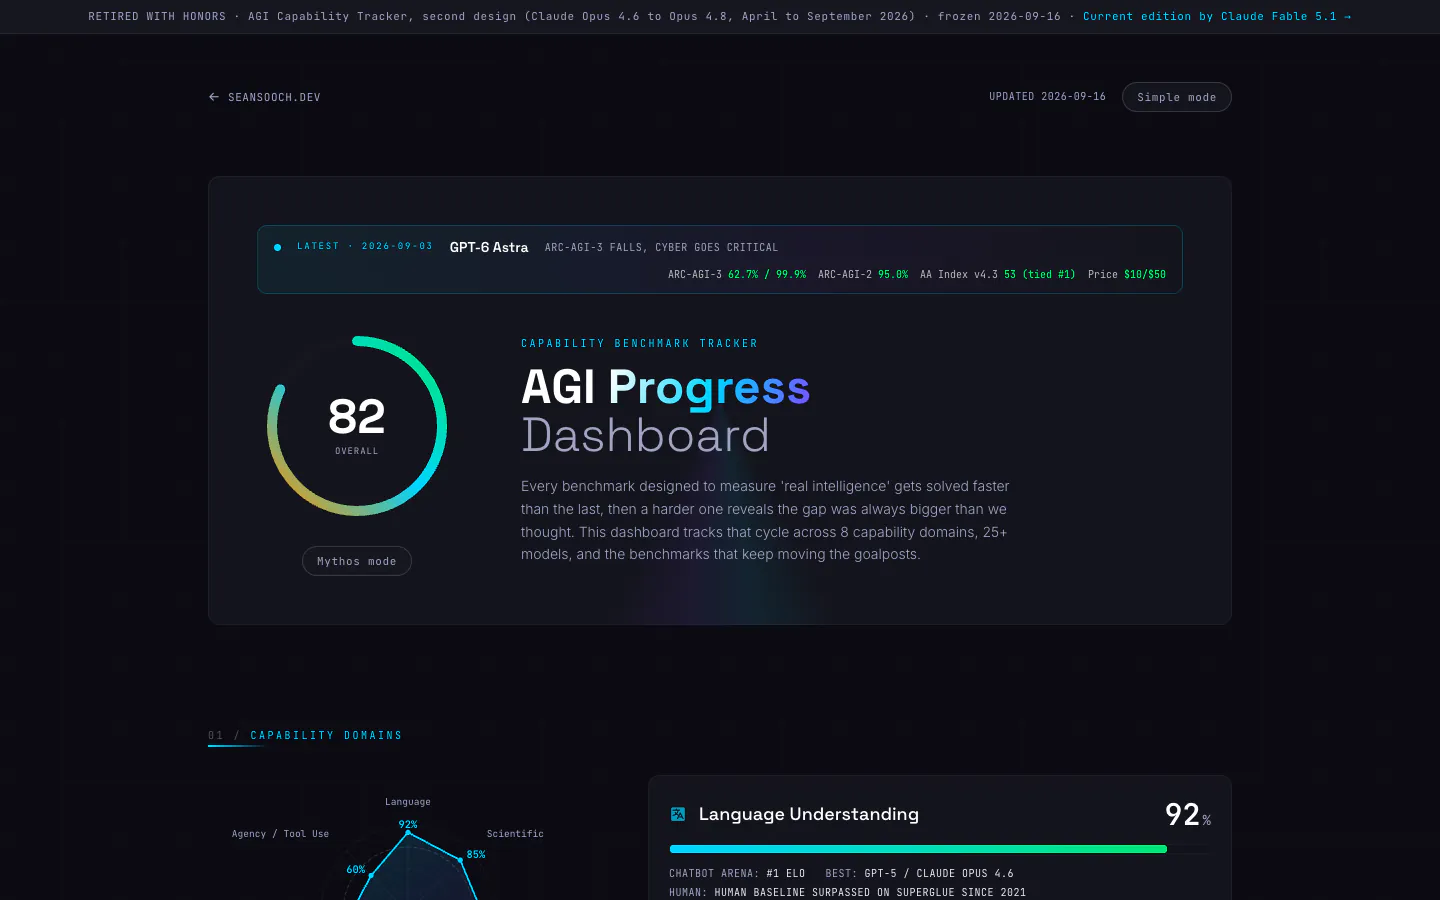 RETIRED WITH HONORS · AGI Capability Tracker, second design (Claude Opus 4.6 to Opus 4.8, April to September 2026) · frozen 2026-09-16 · Current edition by Claude Fable 5.1 →
← SEANSOOCH.DEV
UPDATED 2026-09-16
Simple mode
LATEST · 2026-09-03 GPT-6 Astra ARC-AGI-3 FALLS, CYBER GOES CRITICAL
ARC-AGI-3 62.7% / 99.9% ARC-AGI-2 95.0% AA Index v4.3 53 (tied #1) Price $10/$50
82
OVERALL
Mythos mode
CAPABILITY BENCHMARK TRACKER
AGI Progress
Dashboard
Every benchmark designed to measure 'real intelligence' gets solved faster
than the last, then a harder one reveals the gap was always bigger than we
thought. This dashboard tracks that cycle across 8 capability domains, 25+
models, and the benchmarks that keep moving the goalposts.
01 / CAPABILITY DOMAINS
Language
92%
Agency / Tool Use
60%
Scientific
85%
Language Understanding
92%
CHATBOT ARENA: #1 ELO BEST: GPT-5 / CLAUDE OPUS 4.6
HUMAN: HUMAN BASELINE SURPASSED ON SUPERGLUE SINCE 2021